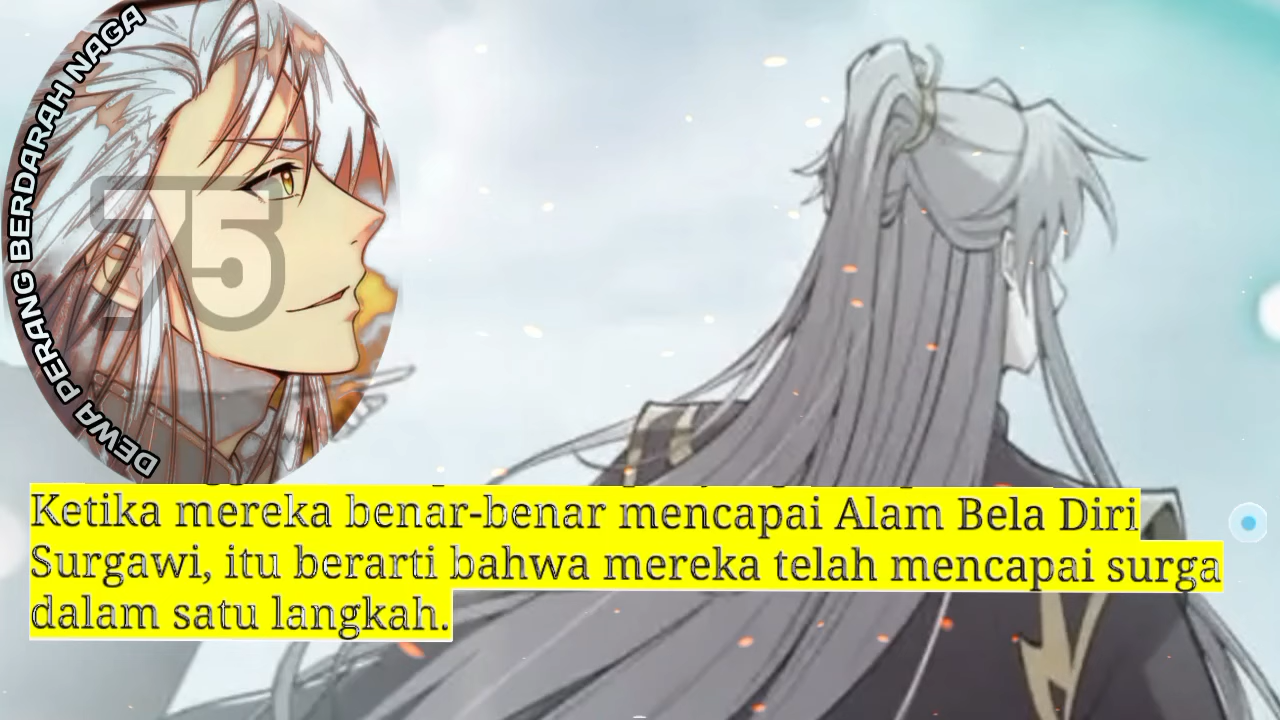 DEWA PERANG BERDARAH NAGA
75
Ketika mereka benar-benar mencapai Alam Bela Diri
Surgawi, itu berarti bahwa mereka telah mencapai surga
dalam satu langkah.